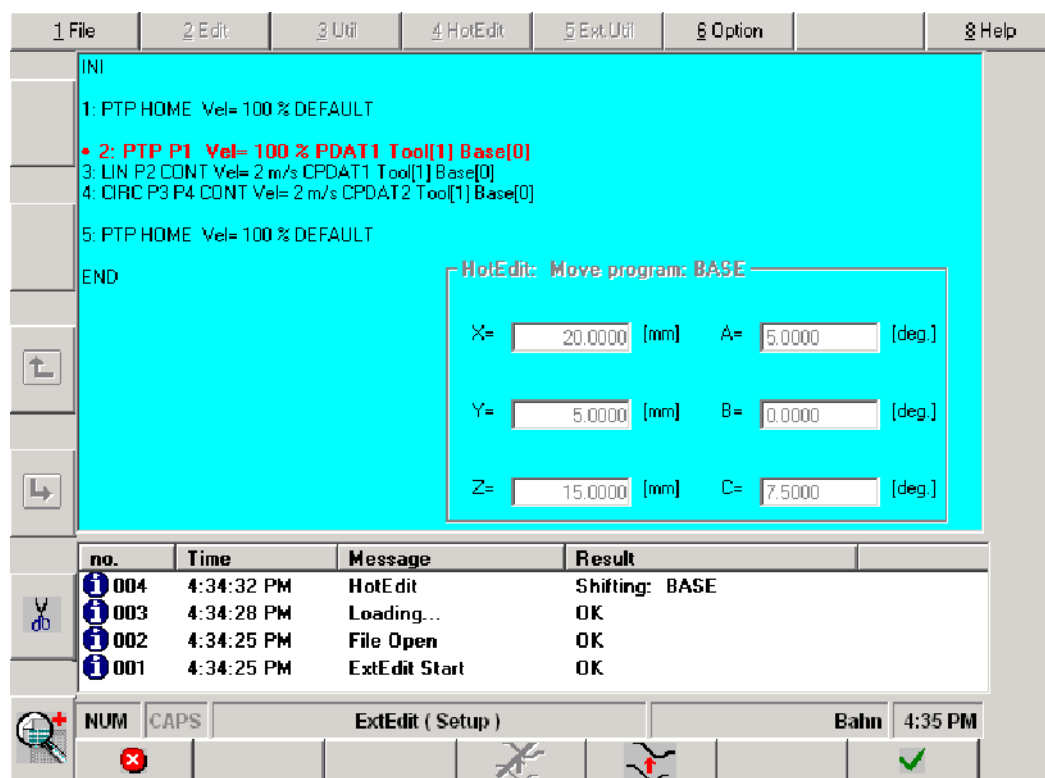 1 File 2 Edit 3 Util 4 HotEdit 5 Ext.Util 6 Option 8 Help
INI
1: PTP HOME Vel= 100 % DEFAULT
• 2: PTP P1 Vel= 100 % PDAT1 Tool[1] Base[0]
3: LIN P2 CONT Vel= 2 m/s CPDAT1 Tool[1] Base[0]
4: CIRC P3 P4 CONT Vel= 2 m/s CPDAT2 Tool[1] Base[0]
5: PTP HOME Vel= 100 % DEFAULT
END
HotEdit: Move program: BASE
X= 20.0000 [mm] A= 5.0000 [deg.]
Y= 5.0000 [mm] B= 0.0000 [deg.]
Z= 15.0000 [mm] C= 7.5000 [deg.]
no. Time Message Result
004 4:34:32 PM HotEdit Shifting: BASE
003 4:34:28 PM Loading... OK
002 4:34:25 PM File Open OK
001 4:34:25 PM ExtEdit Start OK
NUM CAPS ExtEdit ( Setup ) Bahn 4:35 PM